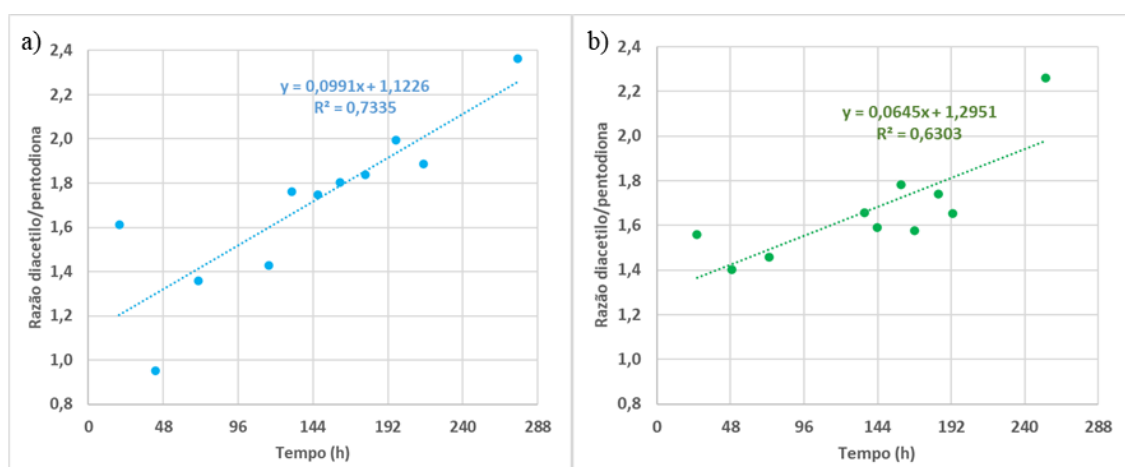 a)
2,4
2,2
2,0
1,8
1,6
1,4
1,2
1,0
0,8
Razão diacetilo/pentodiona
y = 0,0991x + 1,1226
R² = 0,7335
0 48 96 144 192 240 288
Tempo (h)
b)
2,4
2,2
2,0
1,8
1,6
1,4
1,2
1,0
0,8
Razão diacetilo/pentodiona
y = 0,0645x + 1,2951
R² = 0,6303
0 48 96 144 192 240 288
Tempo (h)